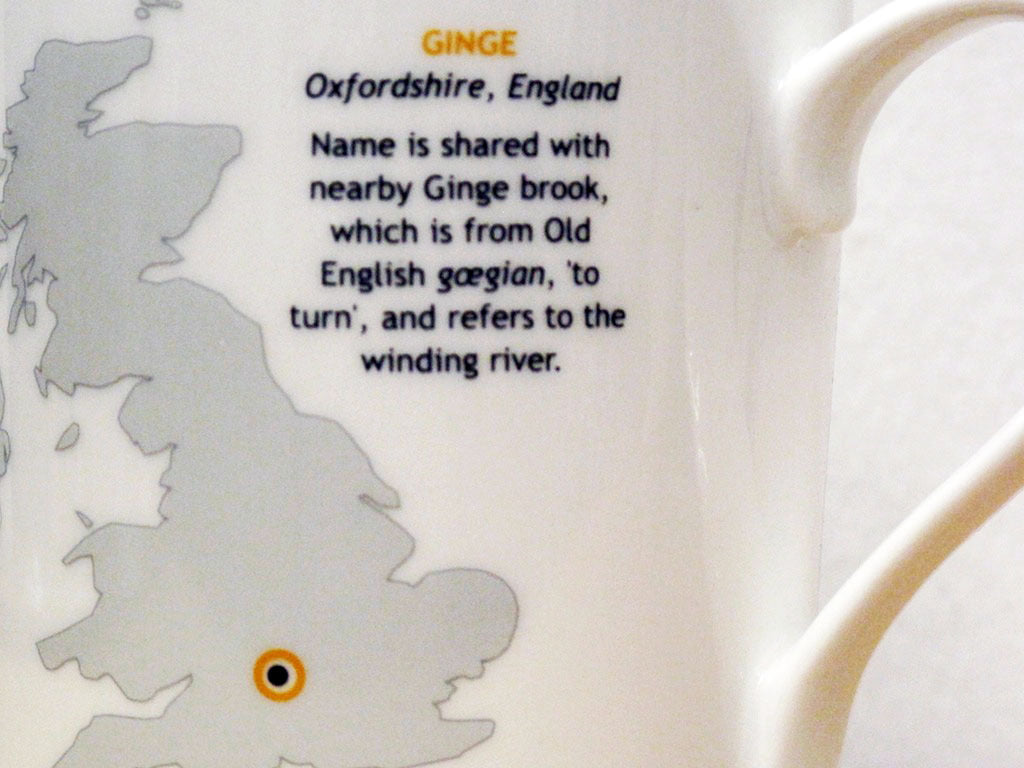 GINGE
Oxfordshire, England
Name is shared with
nearby Ginge brook,
which is from Old
English gœgian, 'to
turn', and refers to the
winding river.